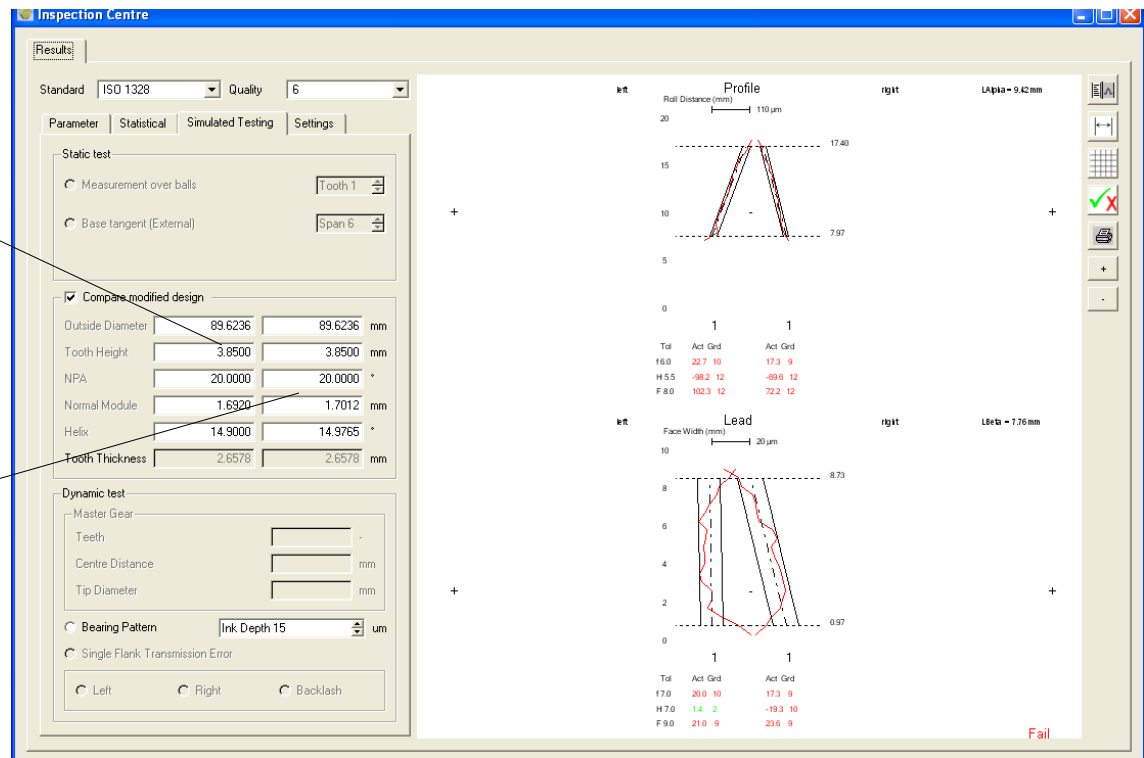 Inspection Centre
Results
Standard ISO 1328 Quality 6
Parameter Statistical Simulated Testing Settings
Static test
Measurement over balls Tooth 1
Base tangent (External) Span 6
Compare modified design
Outside Diameter 89.6236 89.6236 mm
Tooth Height 3.8500 3.8500 mm
NPA 20.0000 20.0000 °
Normal Module 1.6920 1.7012 mm
Helix 14.9000 14.9765 °
Tooth Thickness 2.6578 2.6578 mm
Dynamic test
Master Gear
Teeth -
Centre Distance mm
Tip Diameter mm
Bearing Pattern Ink Depth 15 um
Single Flank Transmission Error
Left Right Backlash
left Profile right LAlpha = 9.42 mm
Roll Distance (mm)
110 µm
20
17.40
15
+ 10 - +
7.97
5
0
1 1
Tol Act Grd Act Grd
f 6.0 22.7 10 17.3 9
H 5.5 -98.2 12 -69.6 12
F 8.0 102.3 12 72.2 12
left Lead right LBeta = 7.76 mm
Face Width (mm)
20 µm
10
8.73
8
6
4
+ - +
2
0.97
0
1 1
Tol Act Grd Act Grd
f 7.0 20.0 10 17.3 9
H 7.0 1.4 2 -19.3 10
F 9.0 21.0 9 23.6 9
Fail
+
-